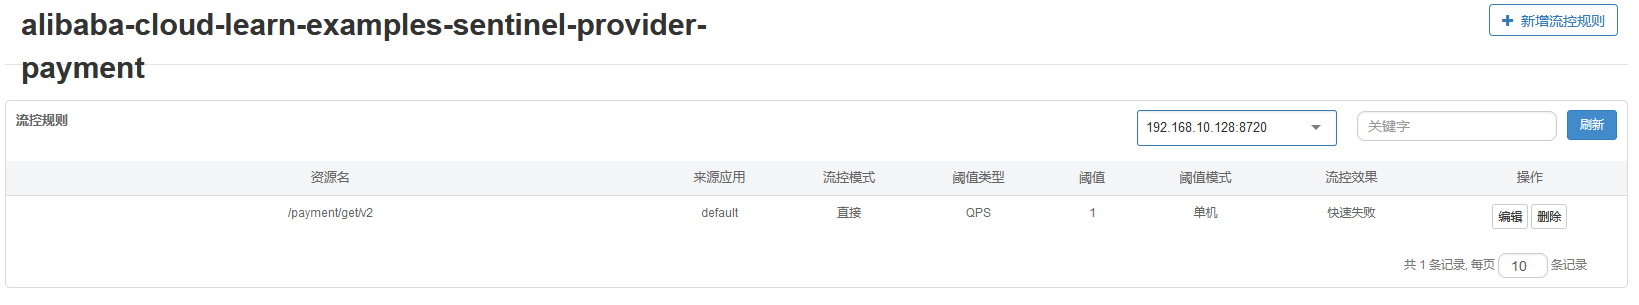 alibaba-cloud-learn-examples-sentinel-provider-
payment
+ 新增流控规则
流控规则
192.168.10.128:8720
关键字
刷新
资源名 来源应用 流控模式 阈值类型 阈值 阈值模式 流控效果 操作
/payment/get/v2 default 直接 QPS 1 单机 快速失败 编辑 删除
共 1 条记录, 每页 10 条记录